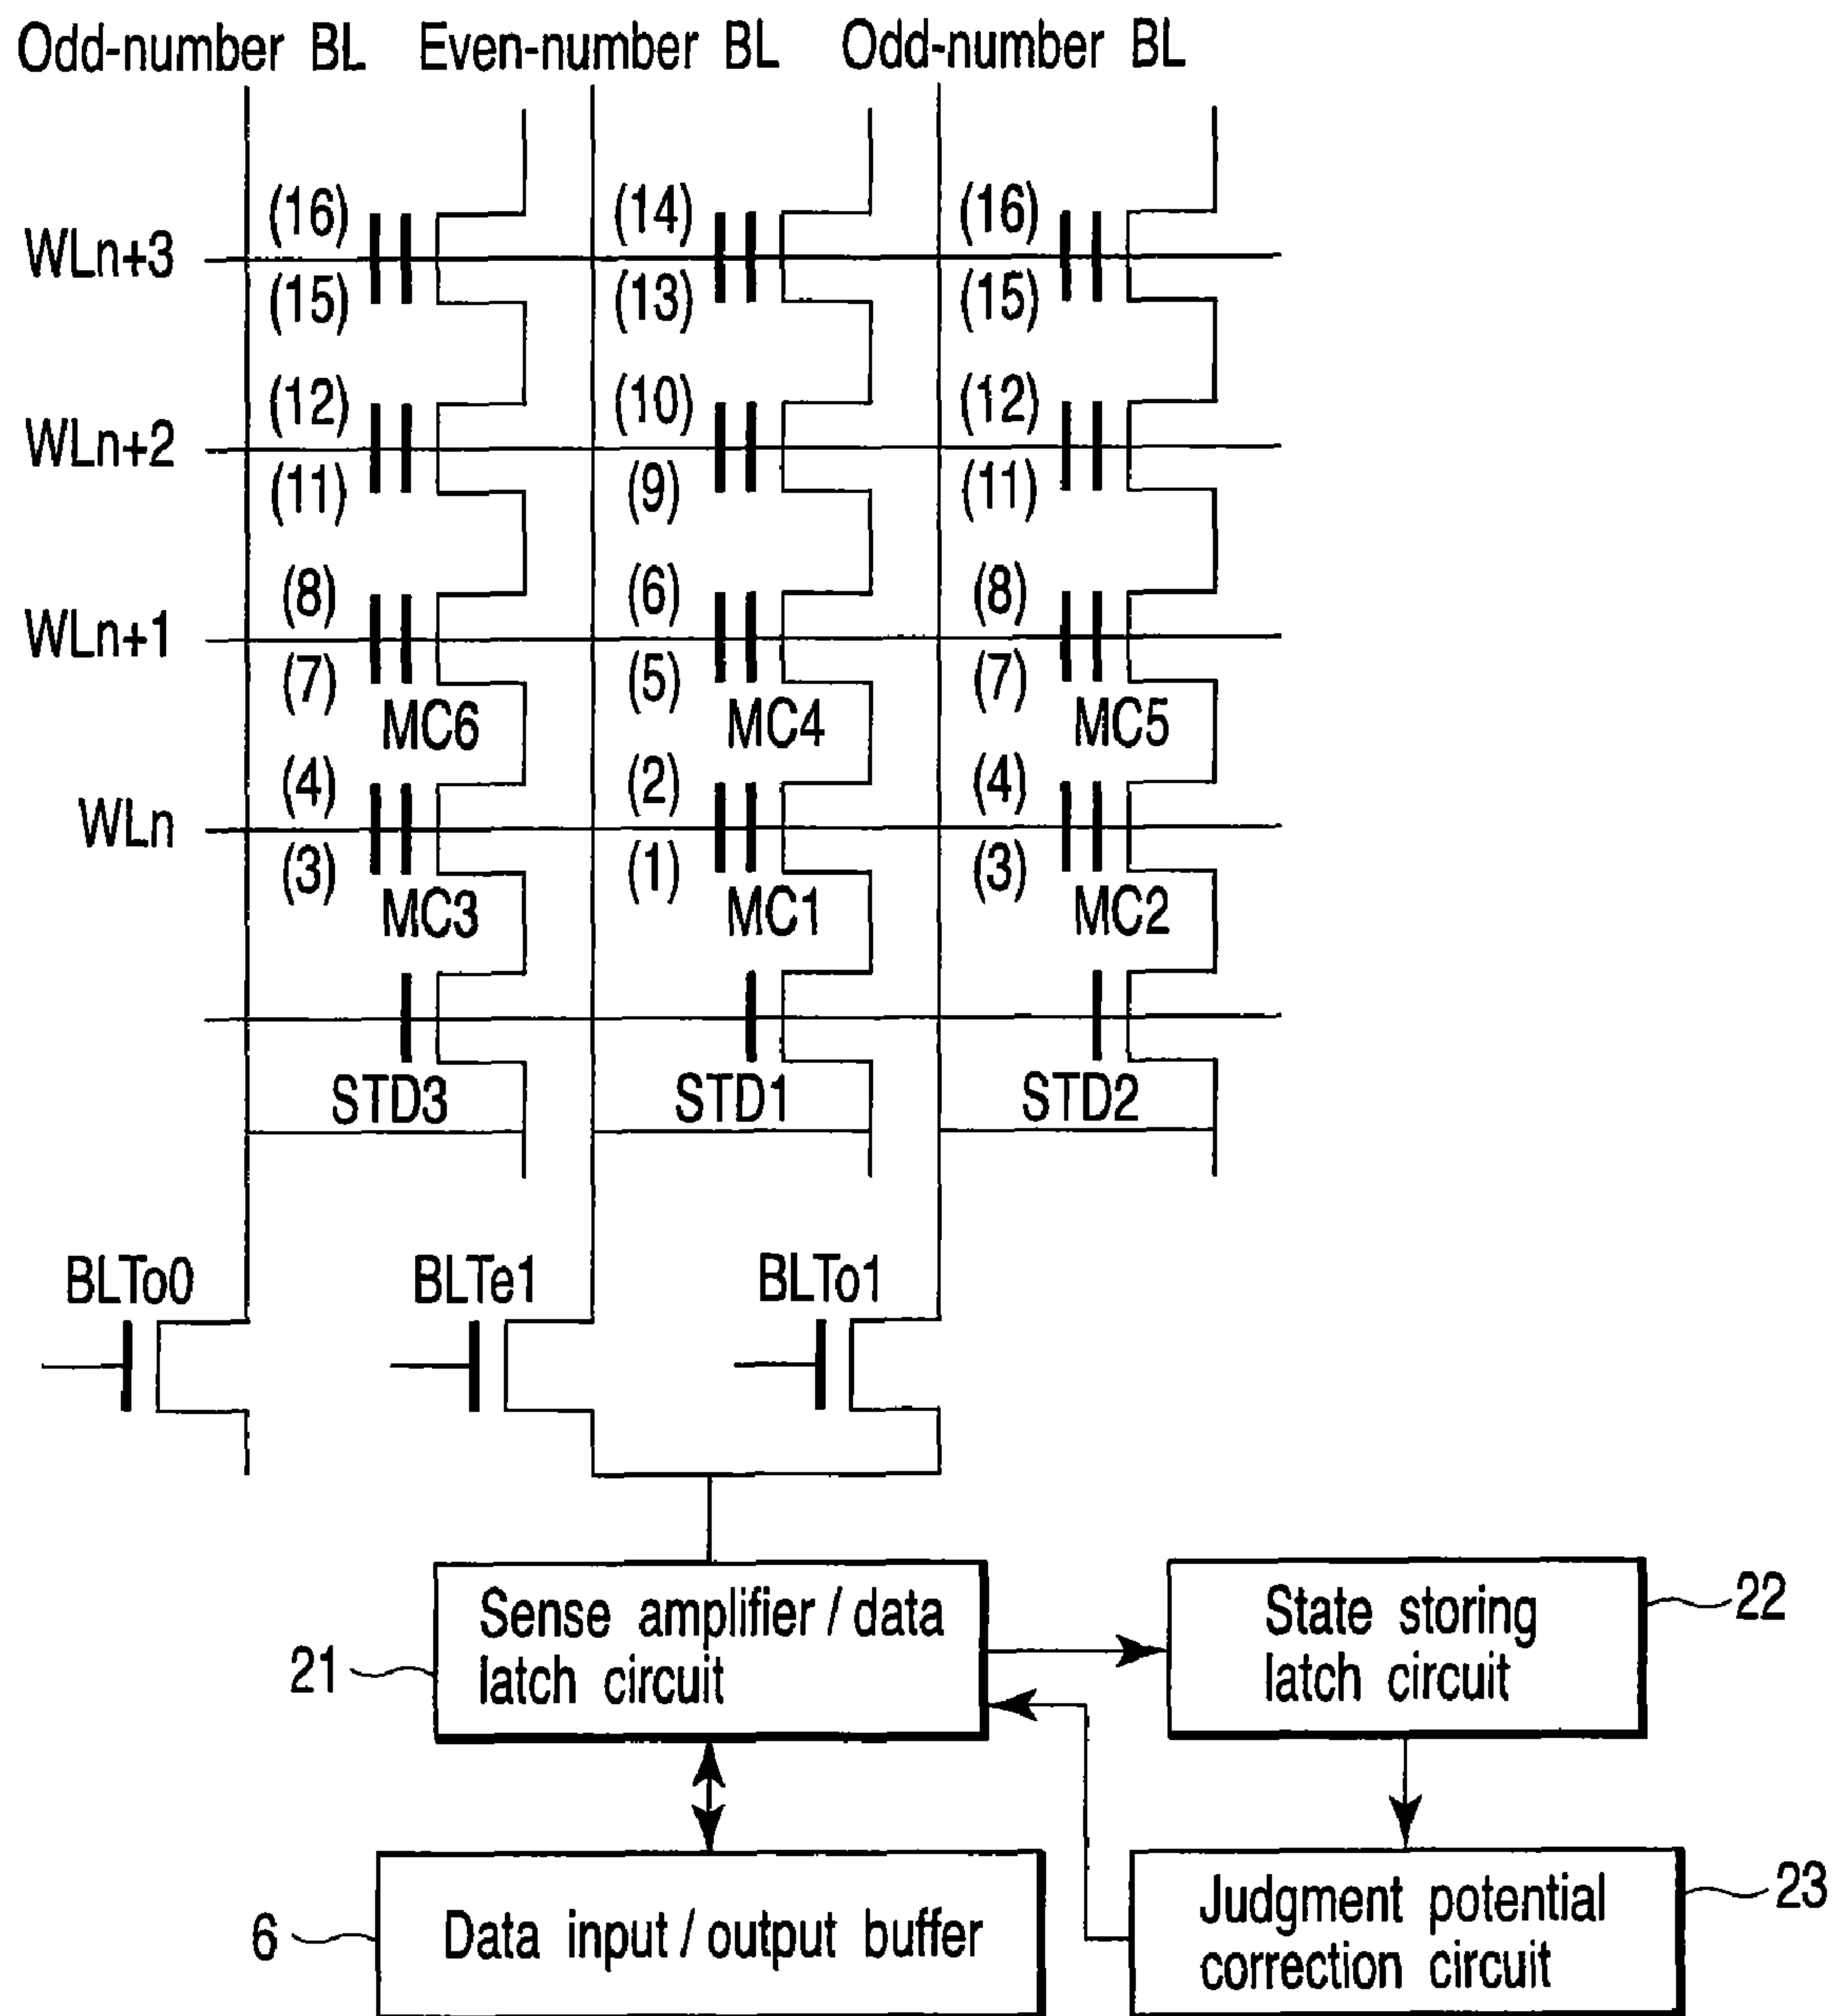 Odd-number BL Even-number BL Odd-number BL
(16) (14) (16)
WLn+3
(15) (13) (15)
(12) (10) (12)
WLn+2
(11) (9) (11)
(8) (6) (8)
WLn+1
(7) (5) (7)
MC6 MC4 MC5
(4) (2) (4)
WLn
(3) (1) (3)
MC3 MC1 MC2
STD3 STD1 STD2
BLTo0 BLTe1 BLTo1
Sense amplifier / data
latch circuit
21
State storing
latch circuit
22
Data input / output buffer
6
Judgment potential
correction circuit
23